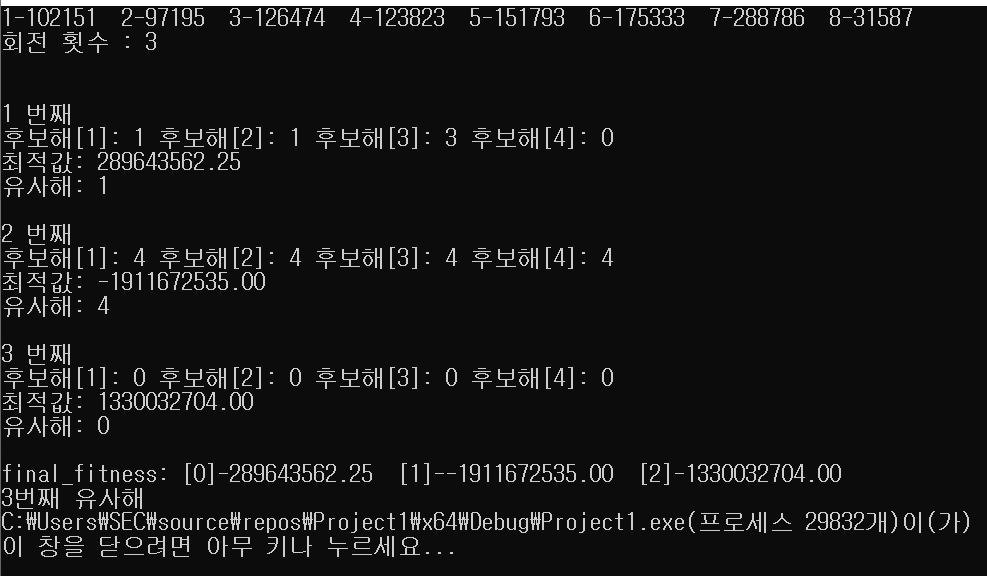 1-102151  2-97195  3-126474  4-123823  5-151793  6-175333  7-288786  8-31587
회전 횟수 : 3
1 번째
후보해[1]: 1 후보해[2]: 1 후보해[3]: 3 후보해[4]: 0
최적값: 289643562.25
유사해: 1
2 번째
후보해[1]: 4 후보해[2]: 4 후보해[3]: 4 후보해[4]: 4
최적값: -1911672535.00
유사해: 4
3 번째
후보해[1]: 0 후보해[2]: 0 후보해[3]: 0 후보해[4]: 0
최적값: 1330032704.00
유사해: 0
final_fitness: [0]-289643562.25  [1]--1911672535.00  [2]-1330032704.00
3번째 유사해
C:₩Users₩SEC₩source₩repos₩Project1₩x64₩Debug₩Project1.exe(프로세스 29832개)이(가)
이 창을 닫으려면 아무 키나 누르세요...